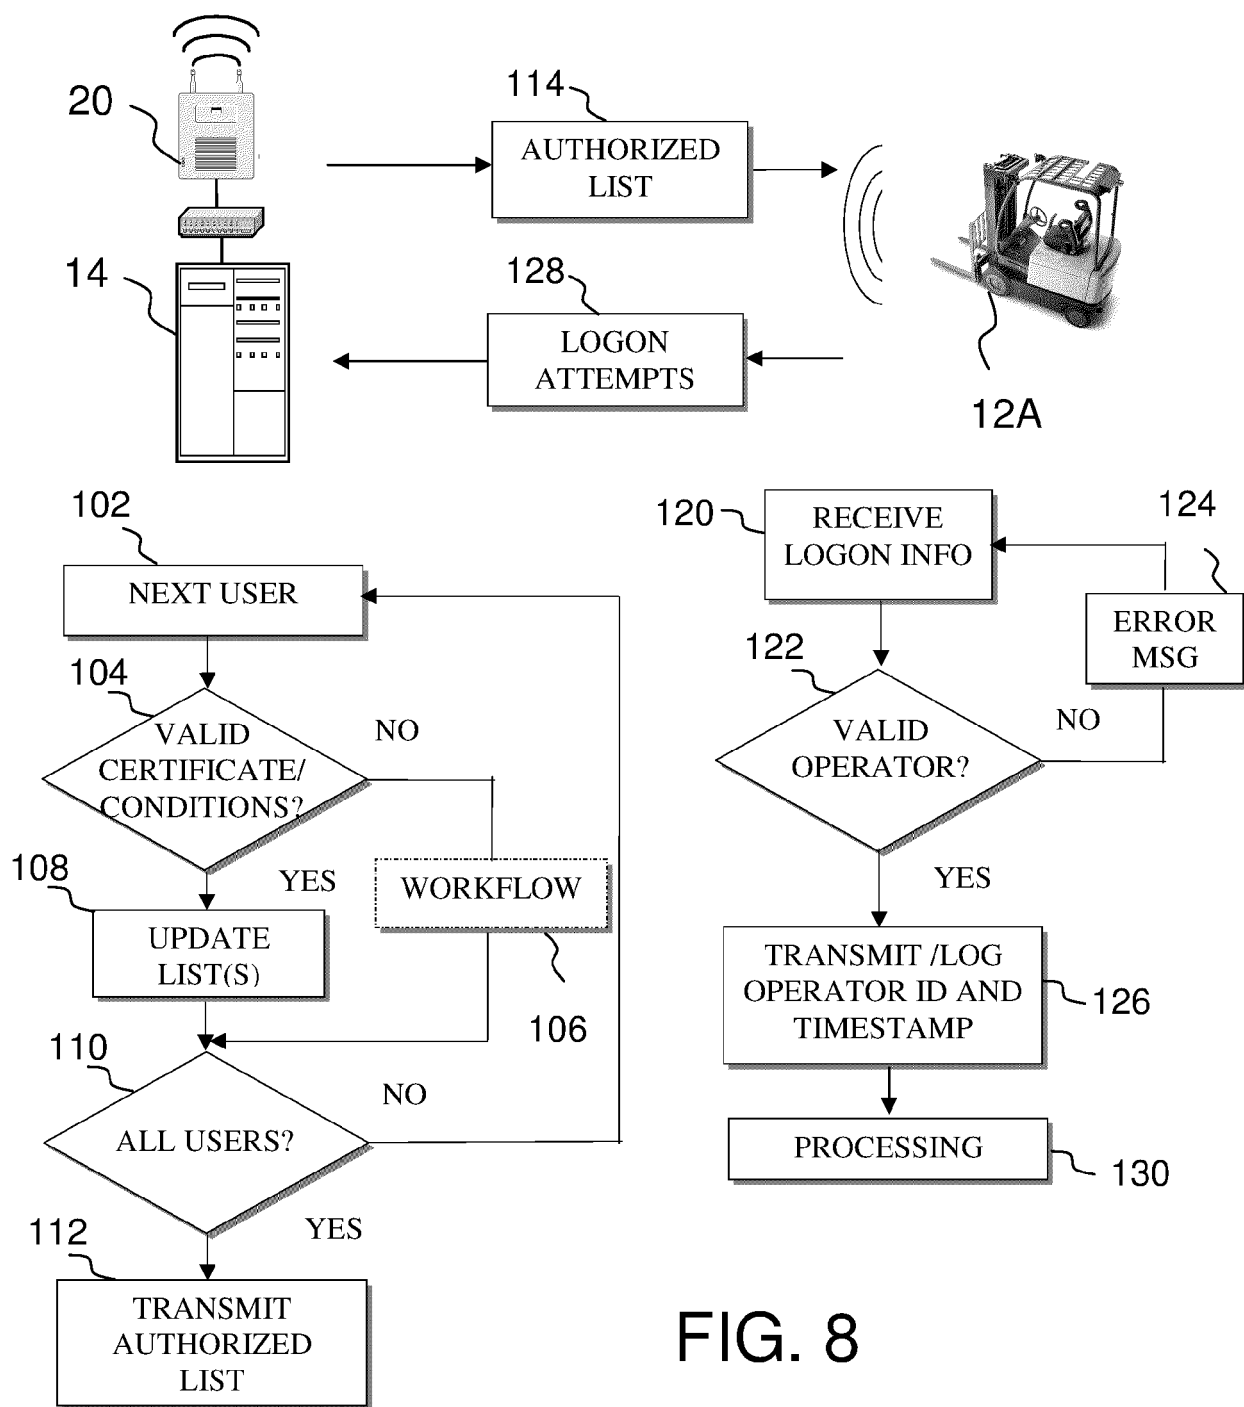 20
114
AUTHORIZED
LIST
14
128
LOGON
ATTEMPTS
12A
102
NEXT USER
104
VALID
CERTIFICATE/
CONDITIONS?
NO
108
YES
WORKFLOW
UPDATE
LIST(S)
106
110
NO
ALL USERS?
YES
112
TRANSMIT
AUTHORIZED
LIST
120
RECEIVE
LOGON INFO
124
ERROR
MSG
122
VALID
OPERATOR?
NO
YES
TRANSMIT /LOG
OPERATOR ID AND
TIMESTAMP
126
PROCESSING
130
FIG. 8